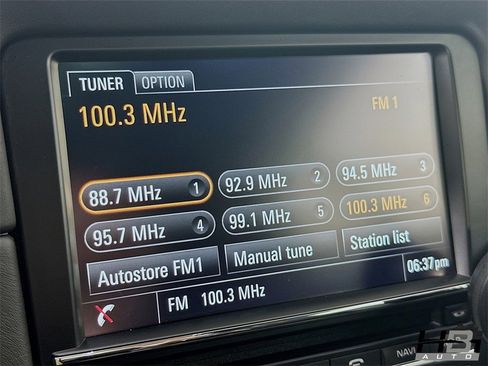 TUNER OPTION
100.3 MHz FM 1
88.7 MHz 1 92.9 MHz 2 94.5 MHz 3
95.7 MHz 4 99.1 MHz 5 100.3 MHz 6
Autostore FM1 Manual tune Station list
FM 100.3 MHz 06:37pm
NAV
HB
AUTO